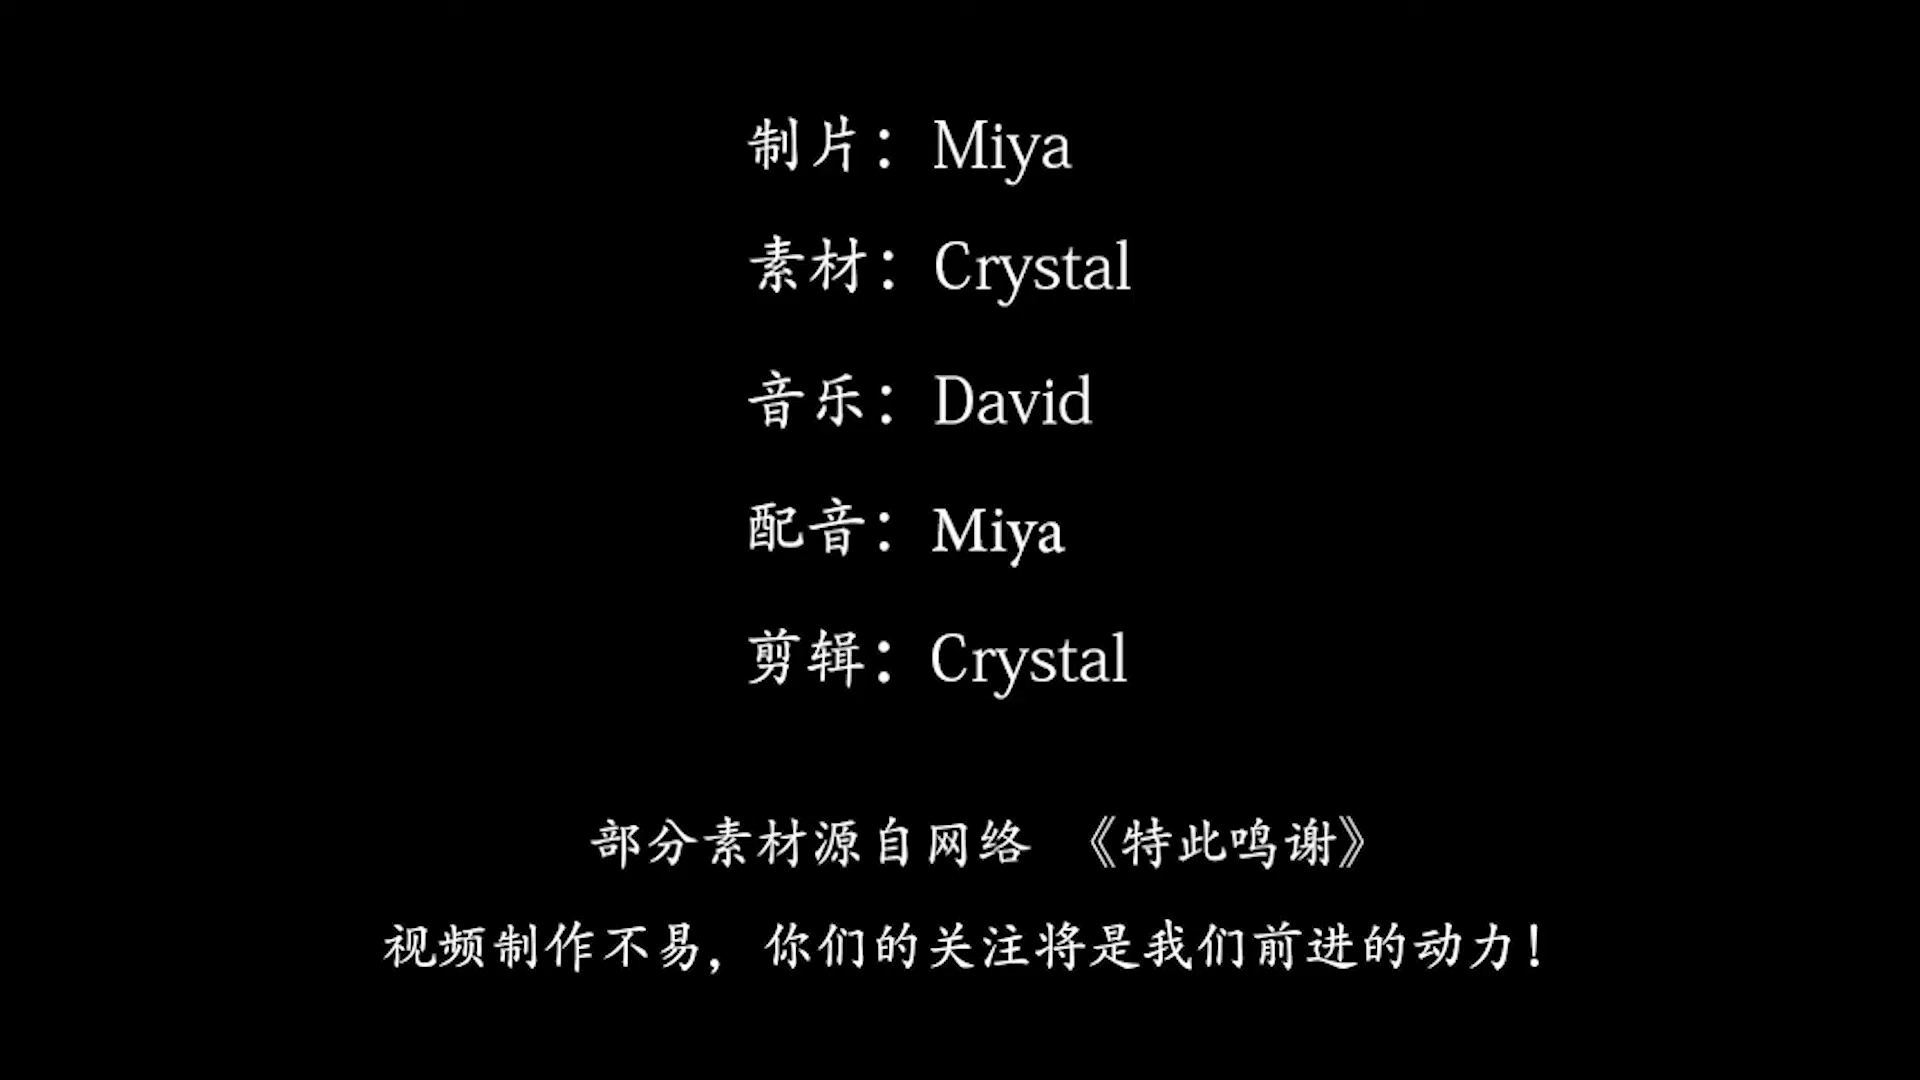 制片：Miya
素材：Crystal
音乐：David
配音：Miya
剪辑：Crystal
部分素材源自网络 《特此鸣谢》
视频制作不易，你们的关注将是我们前进的动力！